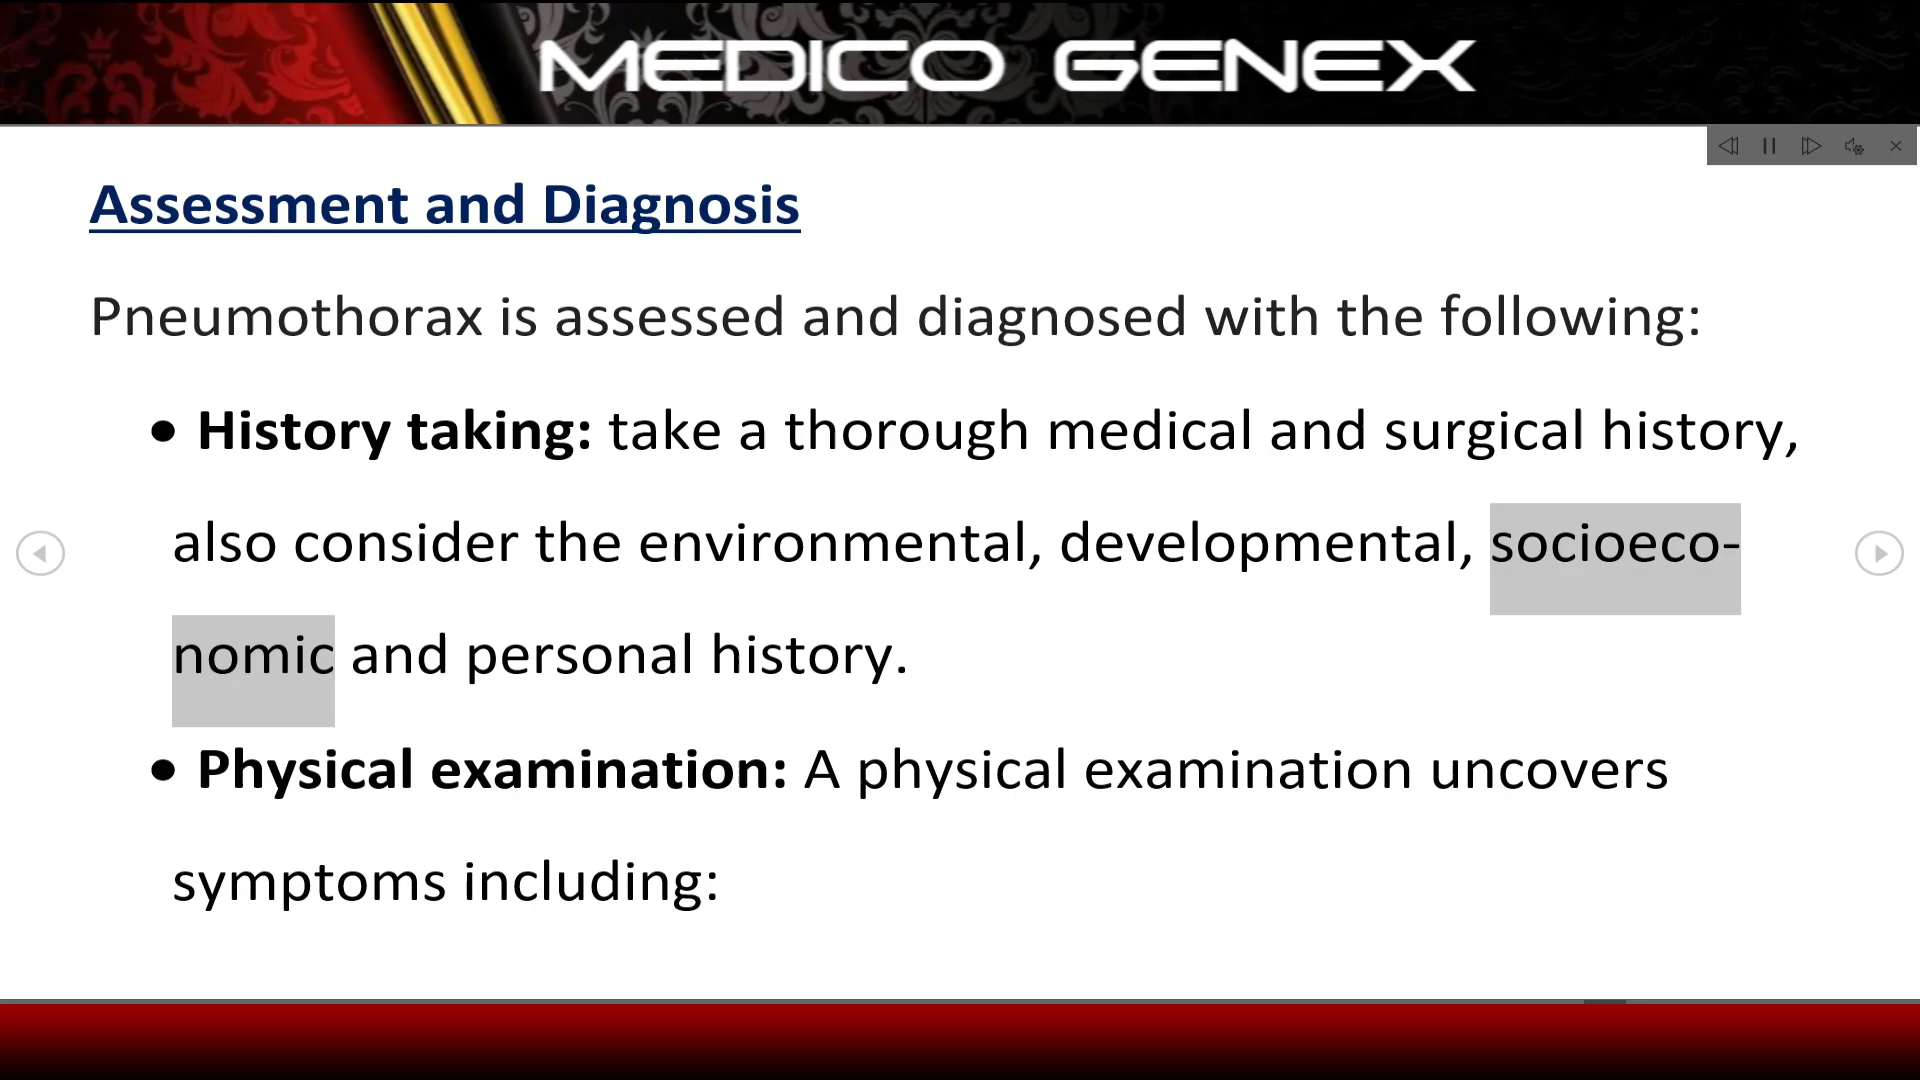 MEDICO GENEX
Assessment and Diagnosis
Pneumothorax is assessed and diagnosed with the following:
• History taking: take a thorough medical and surgical history,
also consider the environmental, developmental, socioeco-
nomic and personal history.
• Physical examination: A physical examination uncovers
symptoms including: